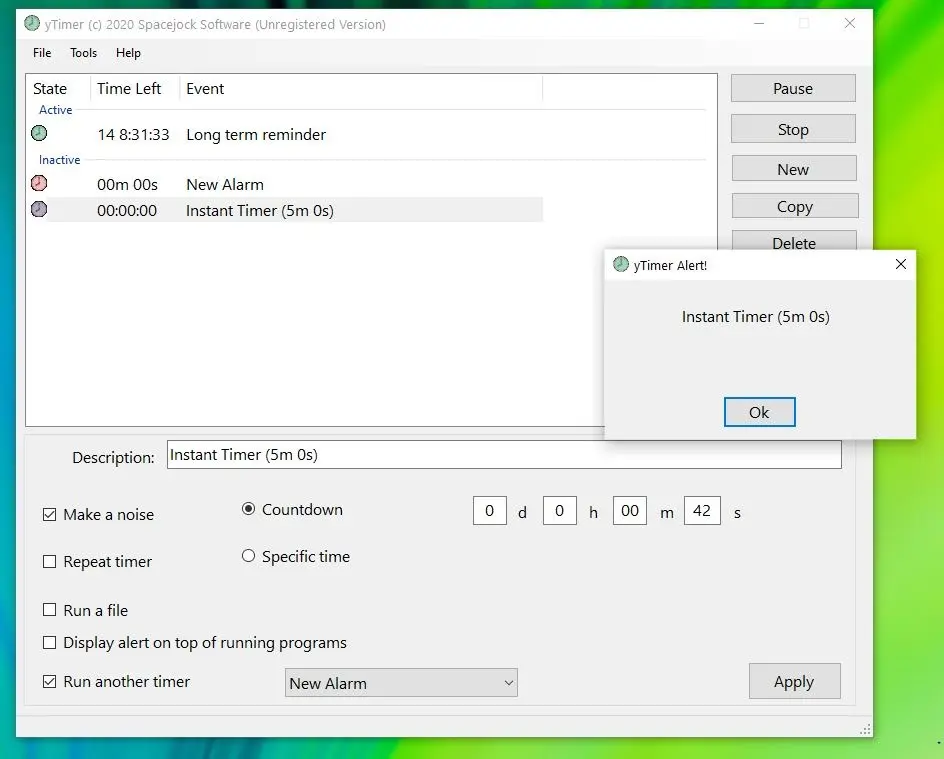 yTimer (c) 2020 Spacejock Software (Unregistered Version)
File Tools Help
State Time Left Event
Active
14 8:31:33 Long term reminder
Inactive
00m 00s New Alarm
00:00:00 Instant Timer (5m 0s)
Pause
Stop
New
Copy
Delete
yTimer Alert!
Instant Timer (5m 0s)
Ok
Description: Instant Timer (5m 0s)
Make a noise Countdown 0 d 0 h 00 m 42 s
Repeat timer Specific time
Run a file
Display alert on top of running programs
Run another timer New Alarm Apply